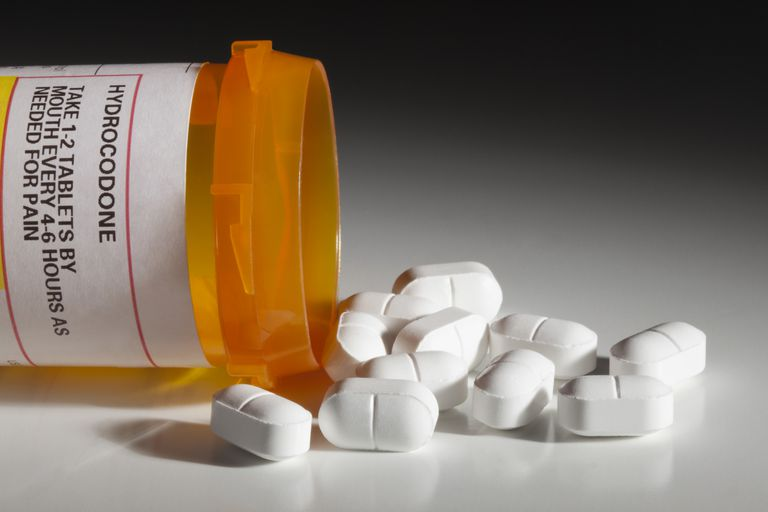 HYDROCODONE
TAKE 1-2 TABLETS BY
MOUTH EVERY 4-6 HOURS AS
NEEDED FOR PAIN